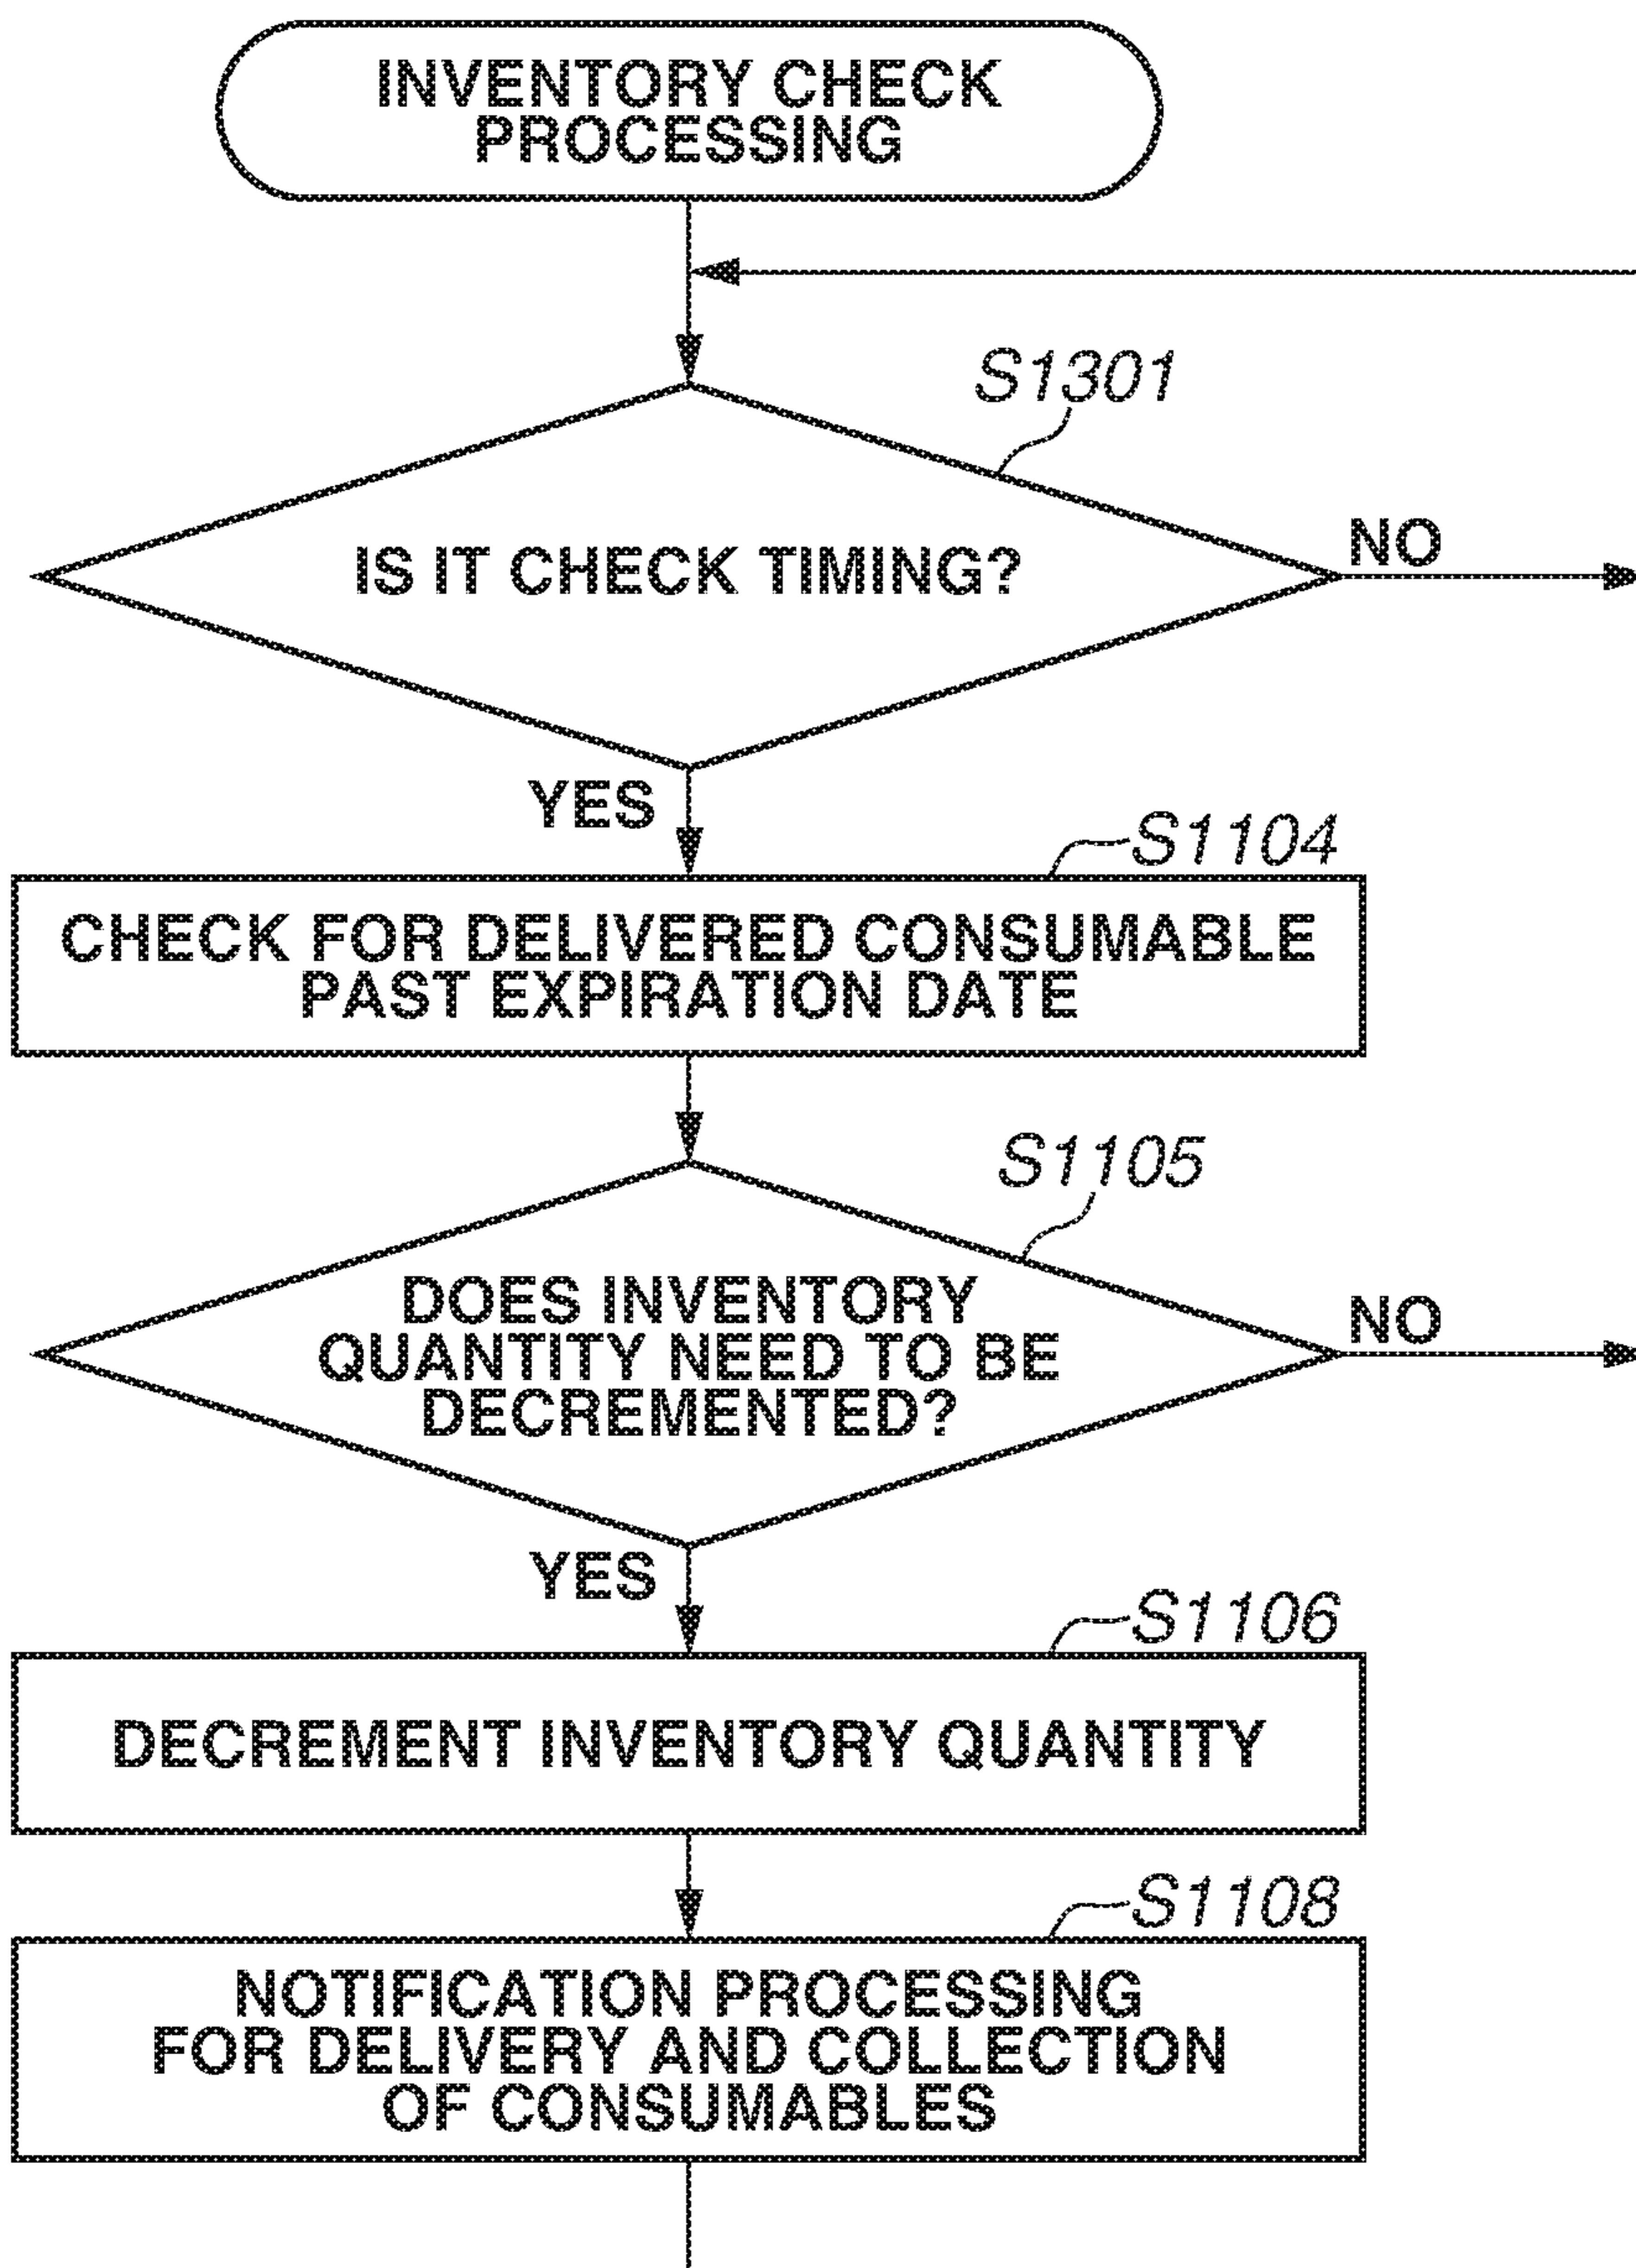 INVENTORY CHECK
PROCESSING
S1301
IS IT CHECK TIMING?
NO
YES
S1104
CHECK FOR DELIVERED CONSUMABLE
PAST EXPIRATION DATE
S1105
DOES INVENTORY
QUANTITY NEED TO BE
DECREMENTED?
NO
YES
S1106
DECREMENT INVENTORY QUANTITY
S1108
NOTIFICATION PROCESSING
FOR DELIVERY AND COLLECTION
OF CONSUMABLES